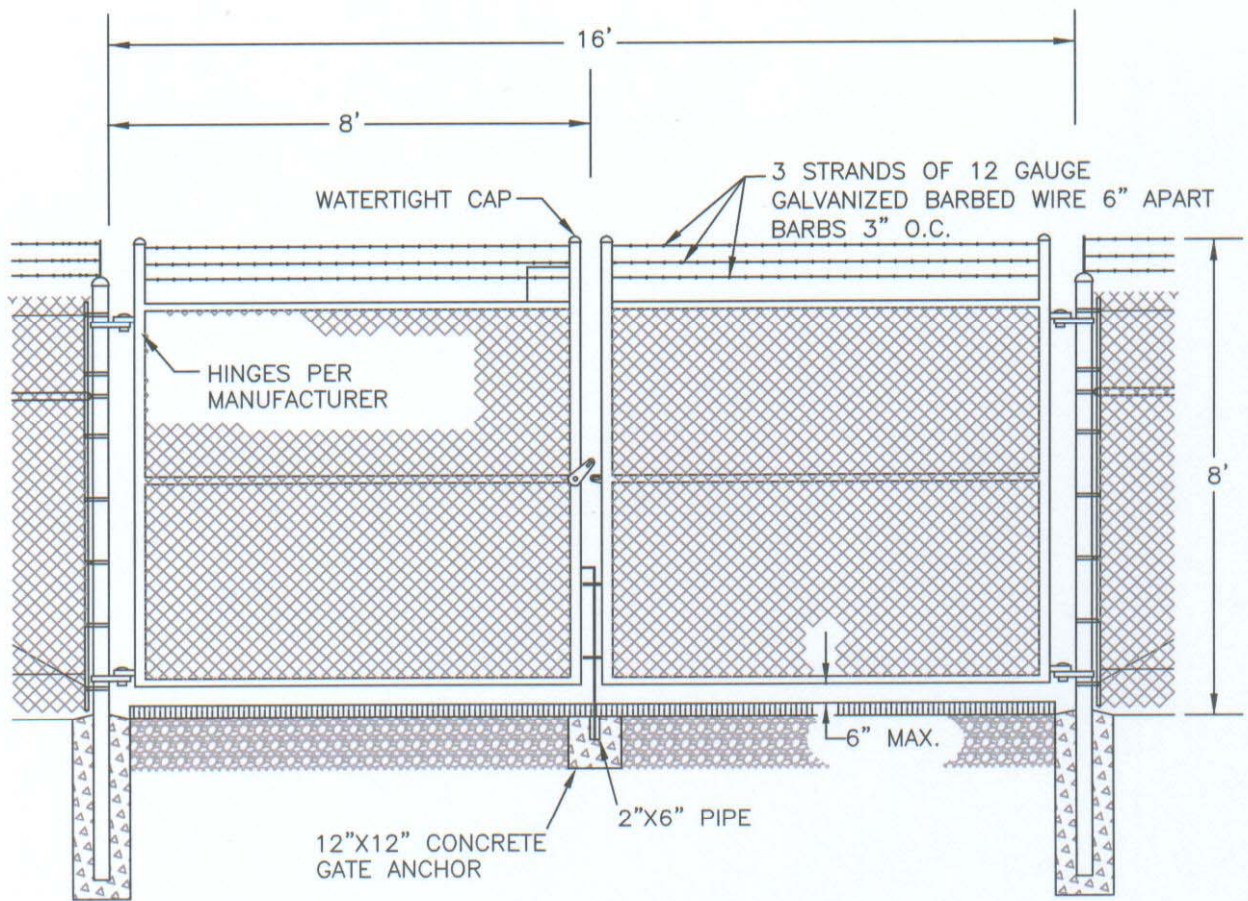 16'
8'
WATERTIGHT CAP
3 STRANDS OF 12 GAUGE
GALVANIZED BARBED WIRE 6" APART
BARBS 3" O.C.
HINGES PER
MANUFACTURER
8'
6" MAX.
2"X6" PIPE
12"X12" CONCRETE
GATE ANCHOR